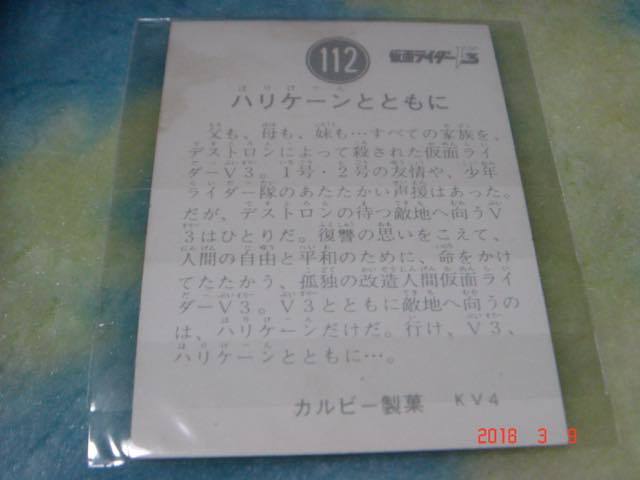 112
仮面ライダーV3
はりけーん
ハリケーンとともに
父も、母も、妹も…すべての家族を、
デストロンによって殺された仮面ライ
ダーV3。1号・2号の友情や、少年
ライダー隊のあたたかい声援はあった。
だが、デストロンの待つ敵地へ向うV
3はひとりだ。復讐の思いをこえて、
人間の自由と平和のために、命をかけ
てたたかう、孤独の改造人間仮面ライ
ダーV3。V3とともに敵地へ向うの
は、ハリケーンだけだ。行け、V3、
ハリケーンとともに…。
カルビー製菓 KV4
2018 3 9